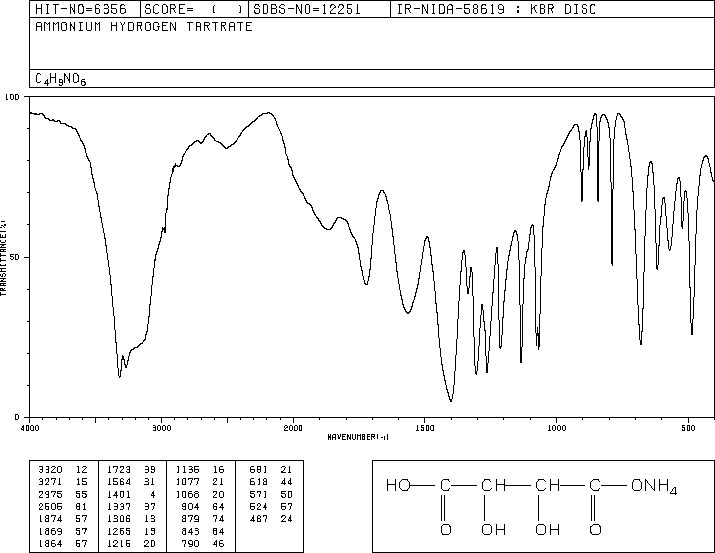 HIT-NO=6356 SCORE= ( ) SDBS-NO=12251 IR-NIDA-58619 : KBR DISC
AMMONIUM HYDROGEN TARTRATE
C4H9NO6
100
TRANSMITTANCE(%)
50
0
4000 3000 2000 1500 1000 500
WAVENUMBER(-1)
3320 12 1723 39 1136 16 681 21
3271 15 1564 31 1077 21 618 44
2975 55 1401 4 1068 20 571 50
2505 81 1337 37 904 64 524 57
1874 57 1306 13 879 74 487 24
1869 57 1265 13 843 64
1864 57 1215 20 790 46
HO C CH CH C ONH4
O OH OH O